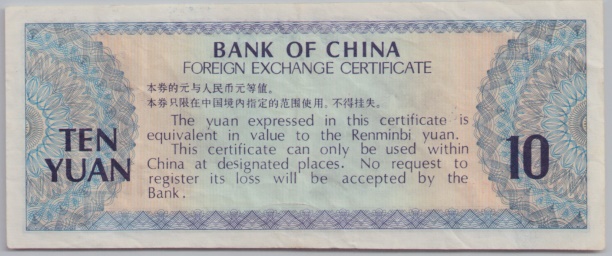 BANK OF CHINA
FOREIGN EXCHANGE CERTIFICATE
本券的元与人民币元等值。
本券只限在中国境内指定的范围使用，不得挂失。
The yuan expressed in this certificate is
equivalent in value to the Renminbi yuan.
This certificate can only be used within
China at designated places. No request to
register its loss will be accepted by the
Bank.
TEN
YUAN
10